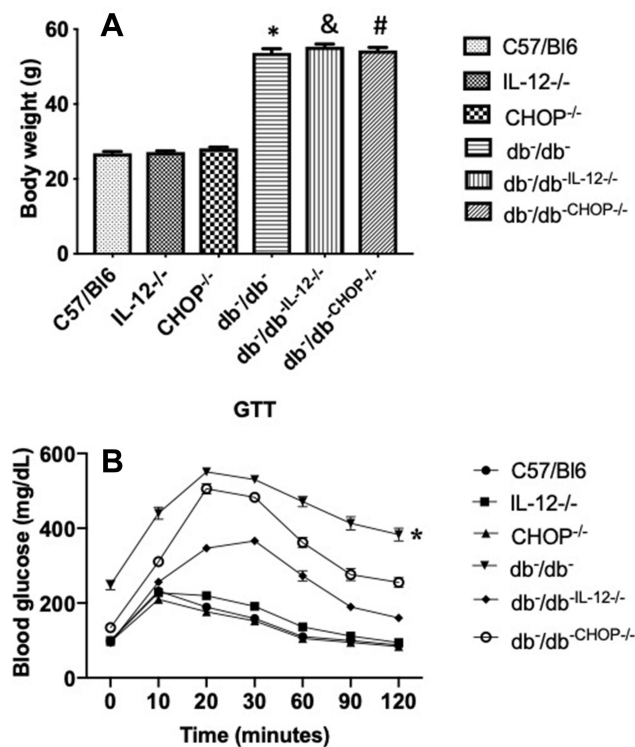 A
Body weight (g)
60
40
20
0
* & #
C57/Bl6
IL-12-/-
CHOP-/-
db-/db-
db-/db-IL-12-/-
db-/db-CHOP-/-
C57/Bl6
IL-12-/-
CHOP-/-
db-/db-
db-/db-IL-12-/-
db-/db-CHOP-/-
GTT
B
Blood glucose (mg/dL)
600
400
200
0
*
0 10 20 30 60 90 120
Time (minutes)
C57/Bl6
IL-12-/-
CHOP-/-
db-/db-
db-/db-IL-12-/-
db-/db-CHOP-/-